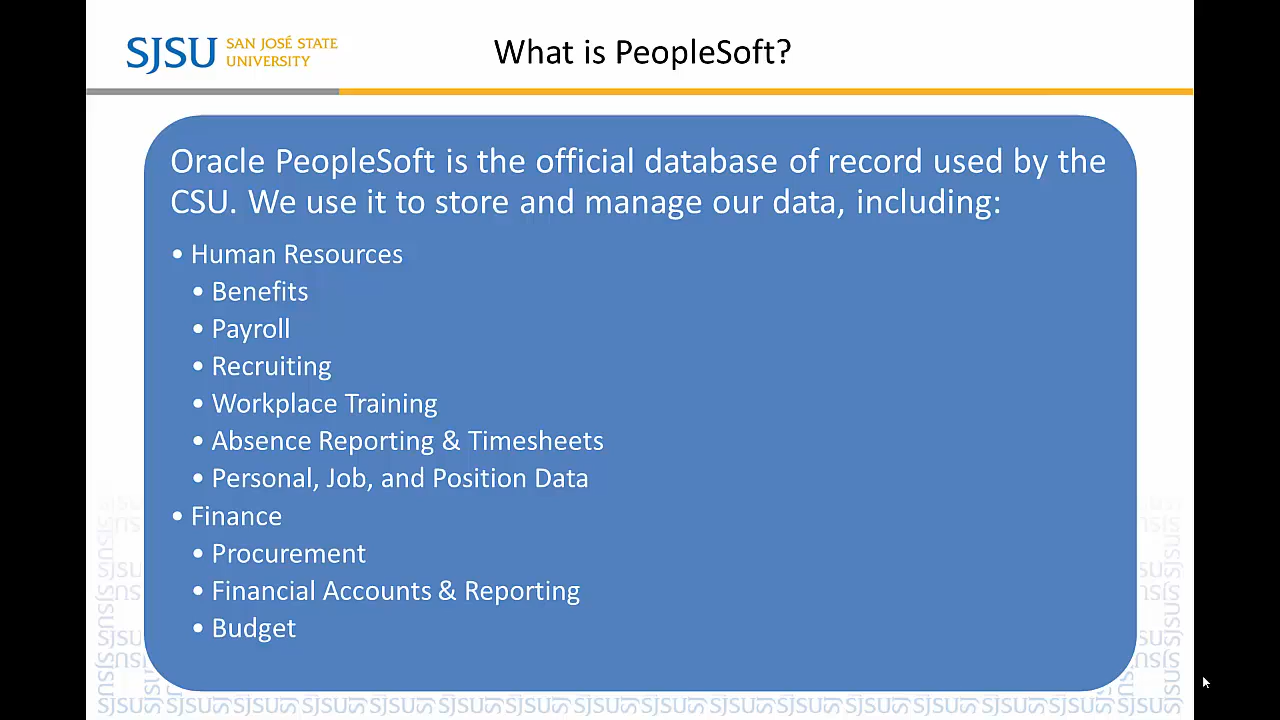 SJSU SAN JOSÉ STATE
UNIVERSITY
What is PeopleSoft?
Oracle PeopleSoft is the official database of record used by the
CSU. We use it to store and manage our data, including:
• Human Resources
• Benefits
• Payroll
• Recruiting
• Workplace Training
• Absence Reporting & Timesheets
• Personal, Job, and Position Data
• Finance
• Procurement
• Financial Accounts & Reporting
• Budget